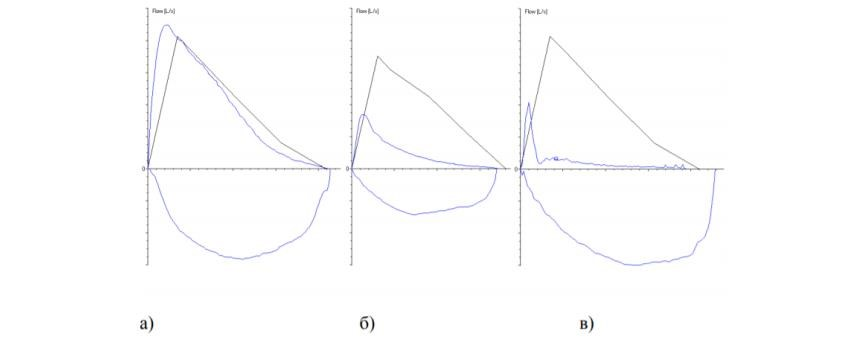 Flow [L/s] Flow [L/s] Flow [L/s]
0 0 0
а) б) в)